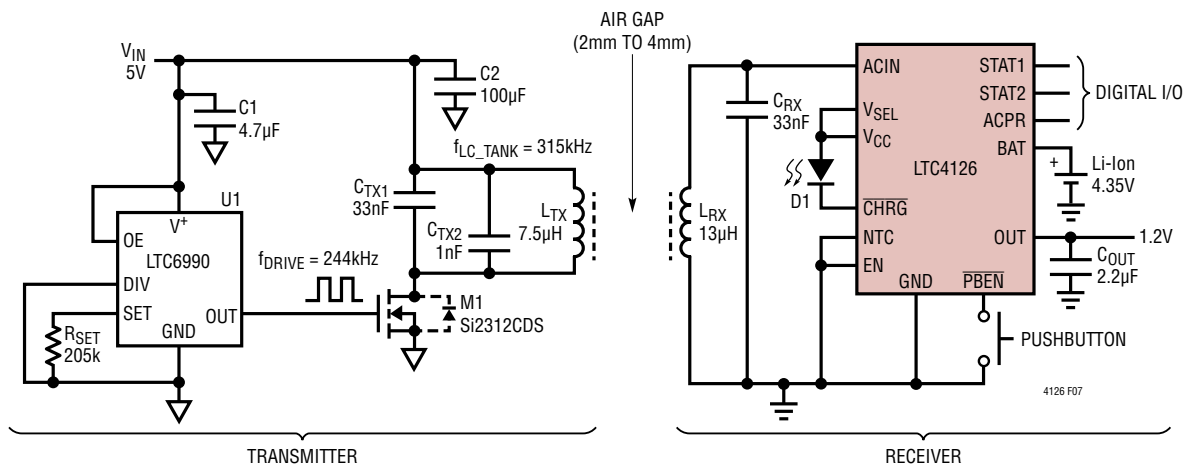 AIR GAP
(2mm TO 4mm)
VIN
5V
C1
4.7µF
C2
100µF
fLC_TANK = 315kHz
CTX1
33nF
CTX2
1nF
LTX
7.5µH
U1
V+
OE
LTC6990
DIV
SET
OUT
GND
RSET
205k
fDRIVE = 244kHz
M1
Si2312CDS
TRANSMITTER
LRX
13µH
CRX
33nF
D1
ACIN
VSEL
VCC
CHRG
NTC
EN
GND
PBEN
LTC4126
STAT1
STAT2
ACPR
BAT
OUT
DIGITAL I/O
+
Li-Ion
4.35V
1.2V
COUT
2.2µF
PUSHBUTTON
4126 F07
RECEIVER